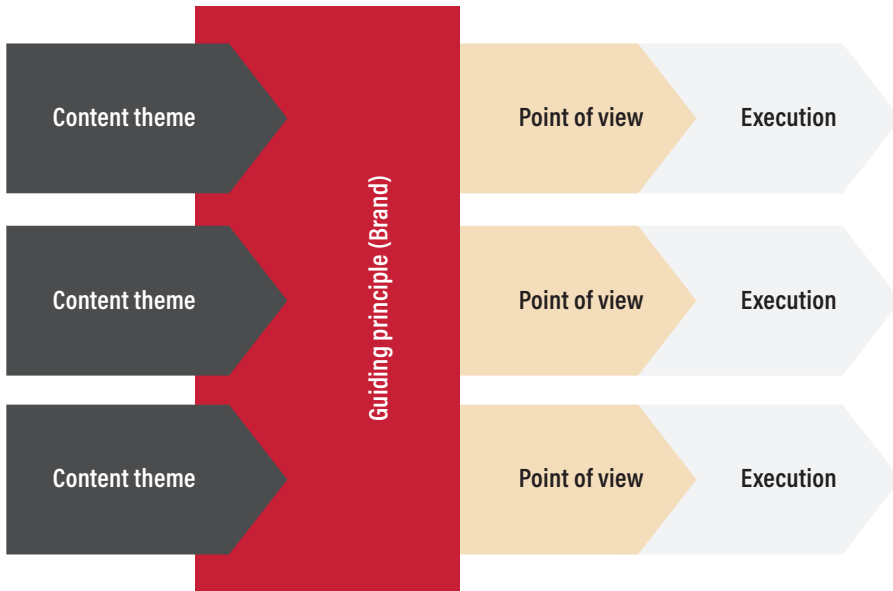 Content theme
Point of view
Execution
Guiding principle (Brand)
Content theme
Point of view
Execution
Content theme
Point of view
Execution